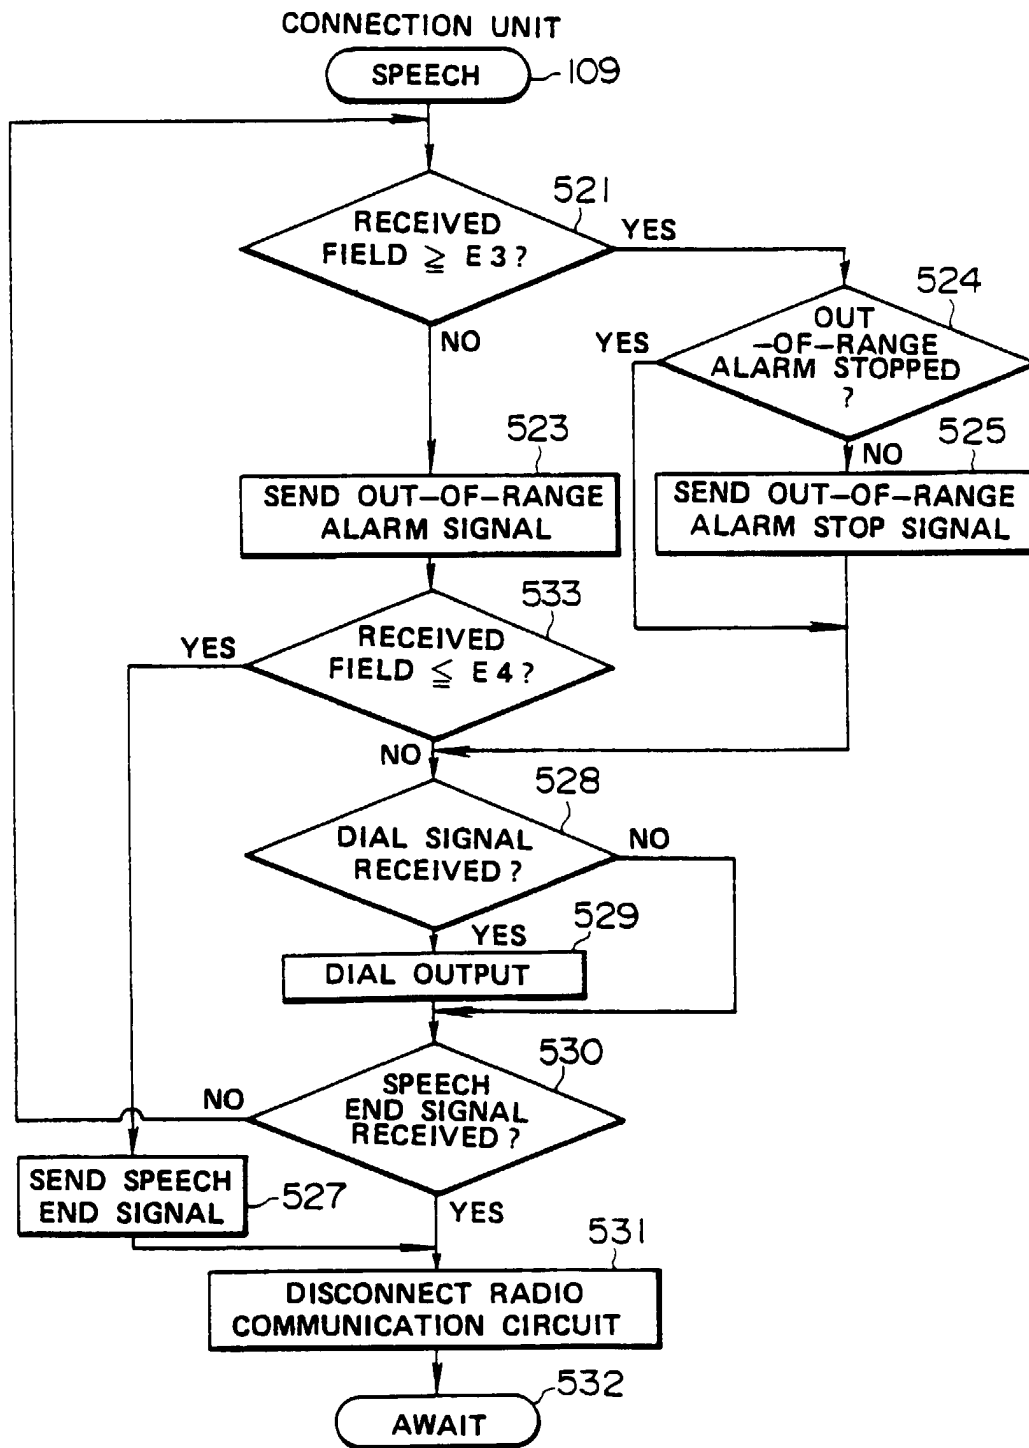 CONNECTION UNIT
SPEECH
109
521
RECEIVED
FIELD ≧ E3?
YES
NO
524
OUT
-OF-RANGE
ALARM STOPPED
?
YES
NO
523
SEND OUT-OF-RANGE
ALARM SIGNAL
525
SEND OUT-OF-RANGE
ALARM STOP SIGNAL
533
RECEIVED
FIELD ≦ E4?
YES
NO
528
DIAL SIGNAL
RECEIVED?
NO
YES
529
DIAL OUTPUT
530
SPEECH
END SIGNAL
RECEIVED?
NO
YES
SEND SPEECH
END SIGNAL
527
531
DISCONNECT RADIO
COMMUNICATION CIRCUIT
532
AWAIT